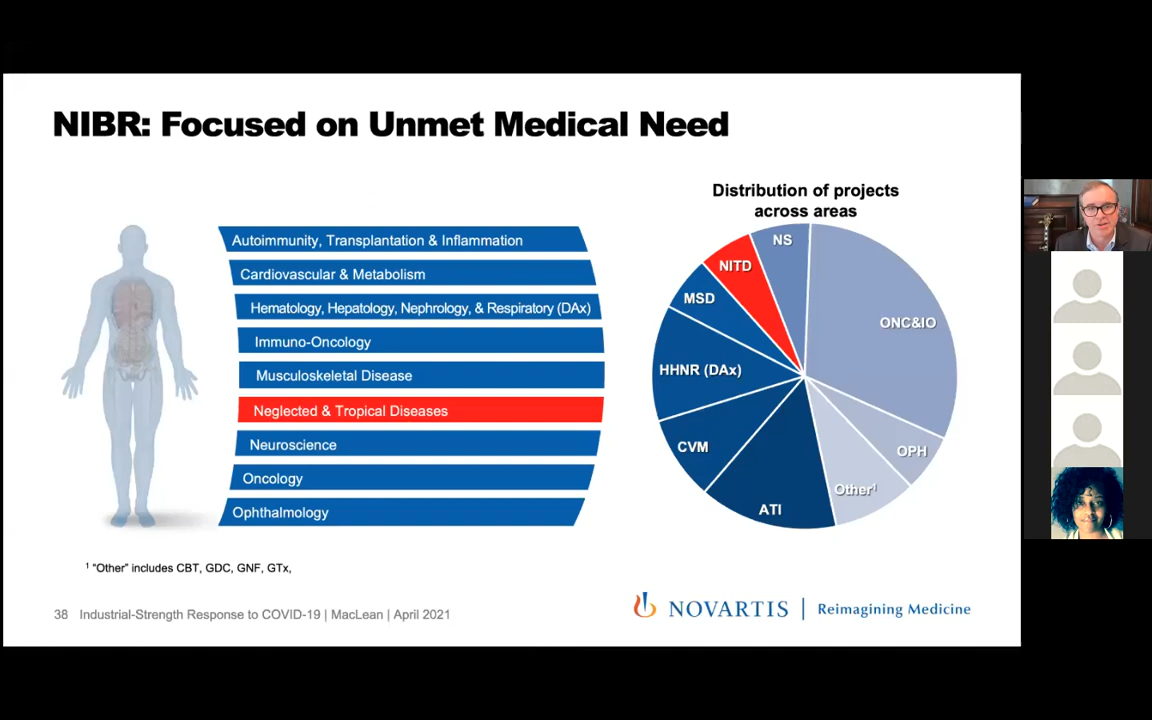 NIBR: Focused on Unmet Medical Need
Autoimmunity, Transplantation & Inflammation
Cardiovascular & Metabolism
Hematology, Hepatology, Nephrology, & Respiratory (DAx)
Immuno-Oncology
Musculoskeletal Disease
Neglected & Tropical Diseases
Neuroscience
Oncology
Ophthalmology
Distribution of projects
across areas
NS
NITD
MSD
ONC&IO
HHNR (DAx)
CVM
OPH
Other¹
ATI
¹ “Other” includes CBT, GDC, GNF, GTx,
38 Industrial-Strength Response to COVID-19 | MacLean | April 2021
NOVARTIS | Reimagining Medicine